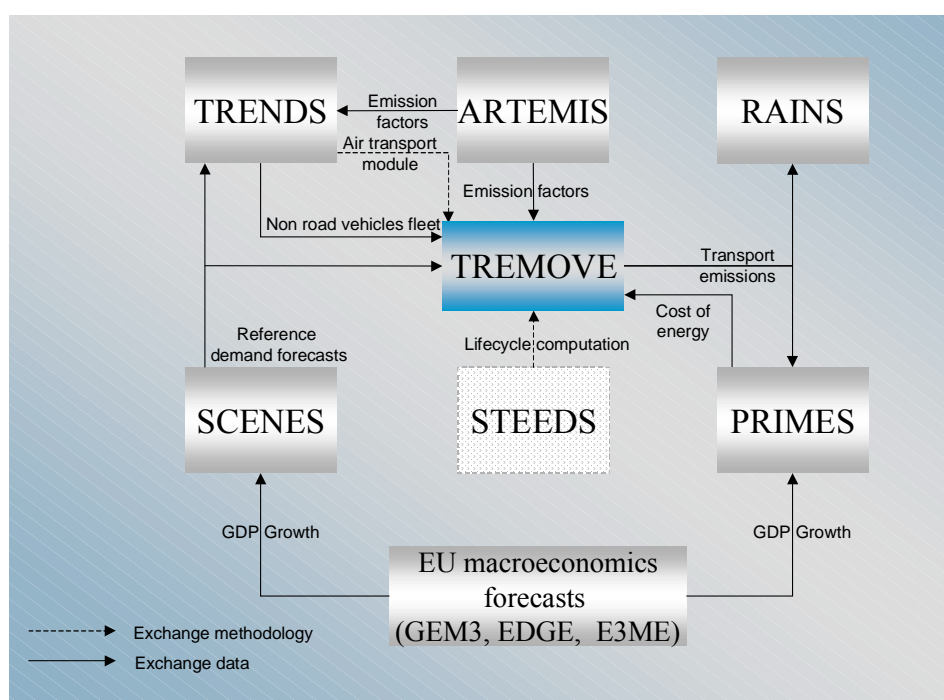 TRENDS
Emission
factors
ARTEMIS
RAINS
Air transport
module
Emission factors
Non road vehicles fleet
TREMOVE
Transport
emissions
Cost of
energy
Reference
demand forecasts
Lifecycle computation
SCENES
STEEDS
PRIMES
GDP Growth
GDP Growth
EU macroeconomics
forecasts
(GEM3, EDGE, E3ME)
Exchange methodology
Exchange data